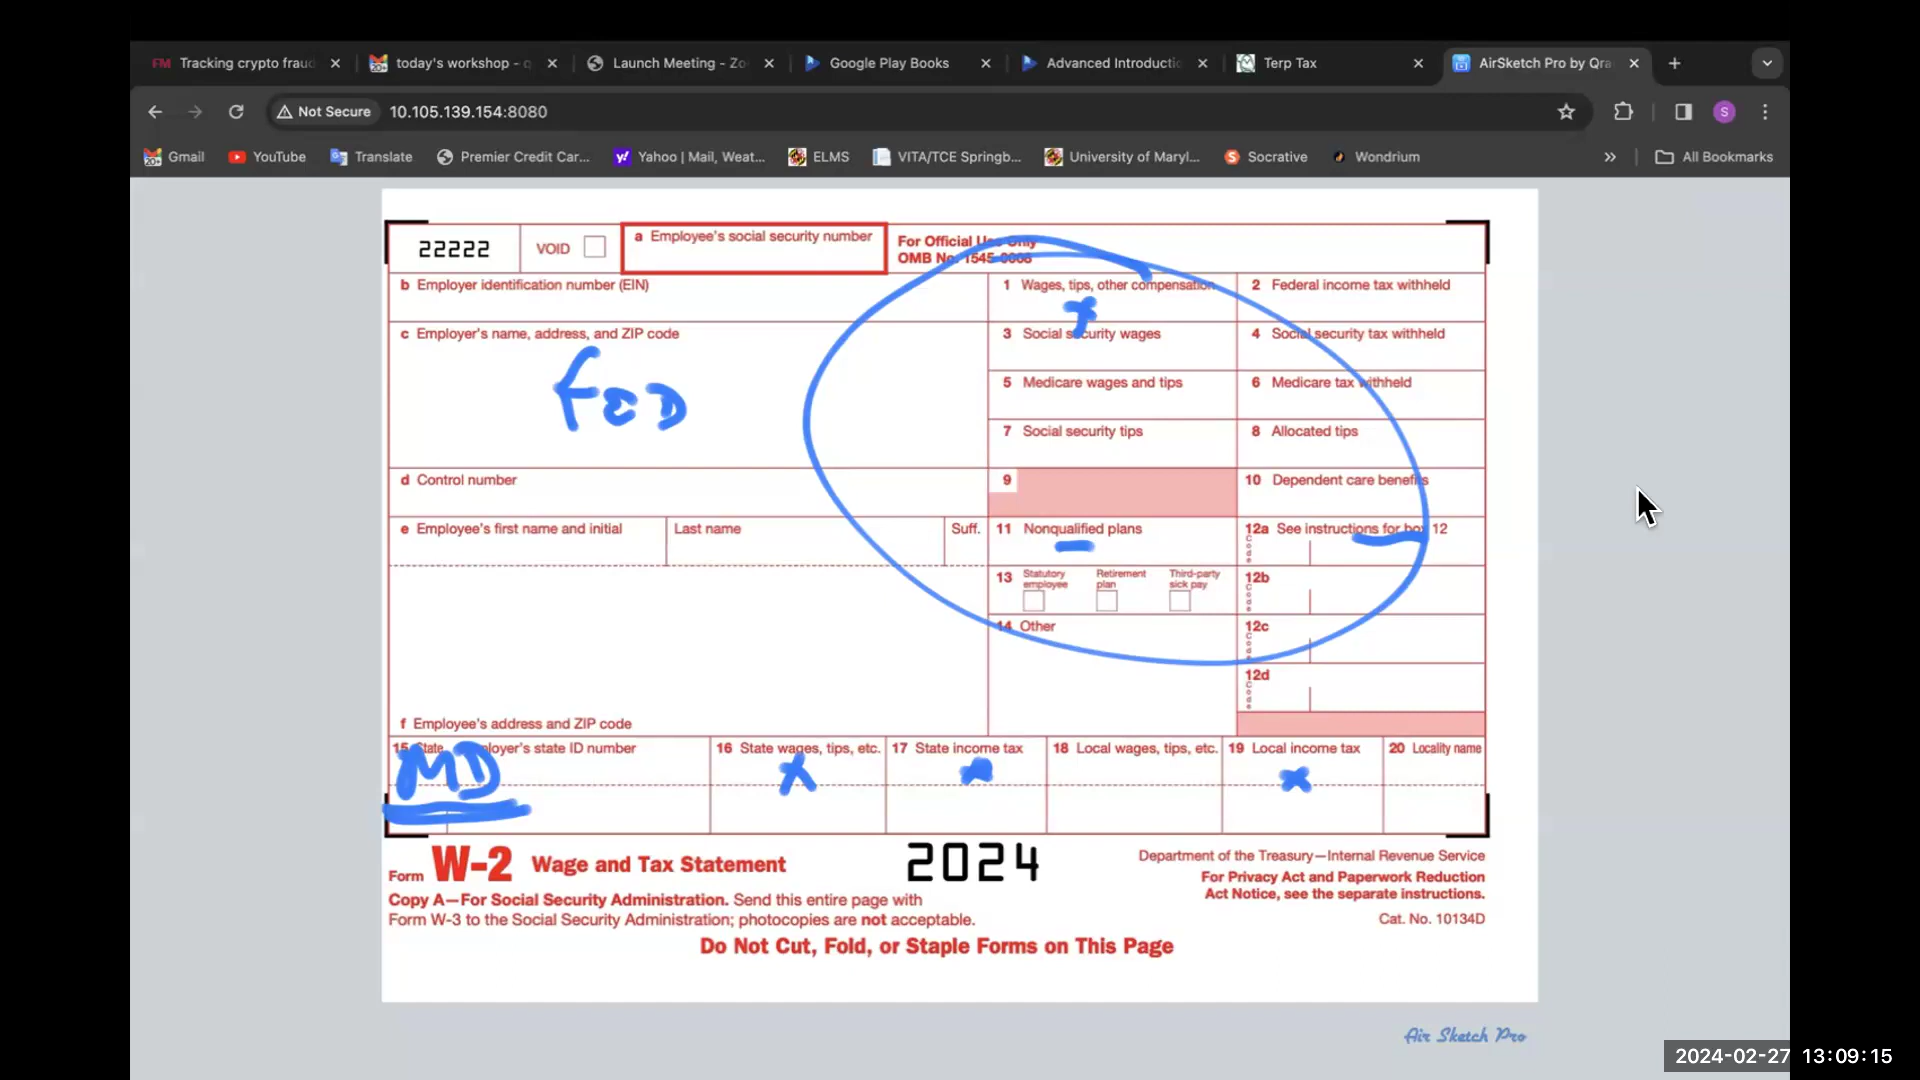 FM Tracking crypto fraud
today's workshop - q
Launch Meeting - Zo
Google Play Books
Advanced Introductio
Terp Tax
AirSketch Pro by Qra
Not Secure 10.105.139.154:8080
S
Gmail YouTube Translate Premier Credit Car... Yahoo | Mail, Weat... ELMS VITA/TCE Springb... University of Maryl... Socrative Wondrium » All Bookmarks
22222 VOID a Employee's social security number For Official Use Only
OMB No. 1545-0008
b Employer identification number (EIN) 1 Wages, tips, other compensation 2 Federal income tax withheld
x
c Employer's name, address, and ZIP code 3 Social security wages 4 Social security tax withheld
FED
5 Medicare wages and tips 6 Medicare tax withheld
7 Social security tips 8 Allocated tips
d Control number 9 10 Dependent care benefits
e Employee's first name and initial Last name Suff. 11 Nonqualified plans 12a See instructions for box 12
Code
13 Statutory employee Retirement plan Third-party sick pay 12b
Code
14 Other 12c
Code
12d
Code
f Employee's address and ZIP code
15 State ployer's state ID number 16 State wages, tips, etc. 17 State income tax 18 Local wages, tips, etc. 19 Local income tax 20 Locality name
MD x x x
Form W-2 Wage and Tax Statement 2024 Department of the Treasury—Internal Revenue Service
For Privacy Act and Paperwork Reduction
Act Notice, see the separate instructions.
Copy A—For Social Security Administration. Send this entire page with
Form W-3 to the Social Security Administration; photocopies are not acceptable. Cat. No. 10134D
Do Not Cut, Fold, or Staple Forms on This Page
Air Sketch Pro
2024-02-27 13:09:15